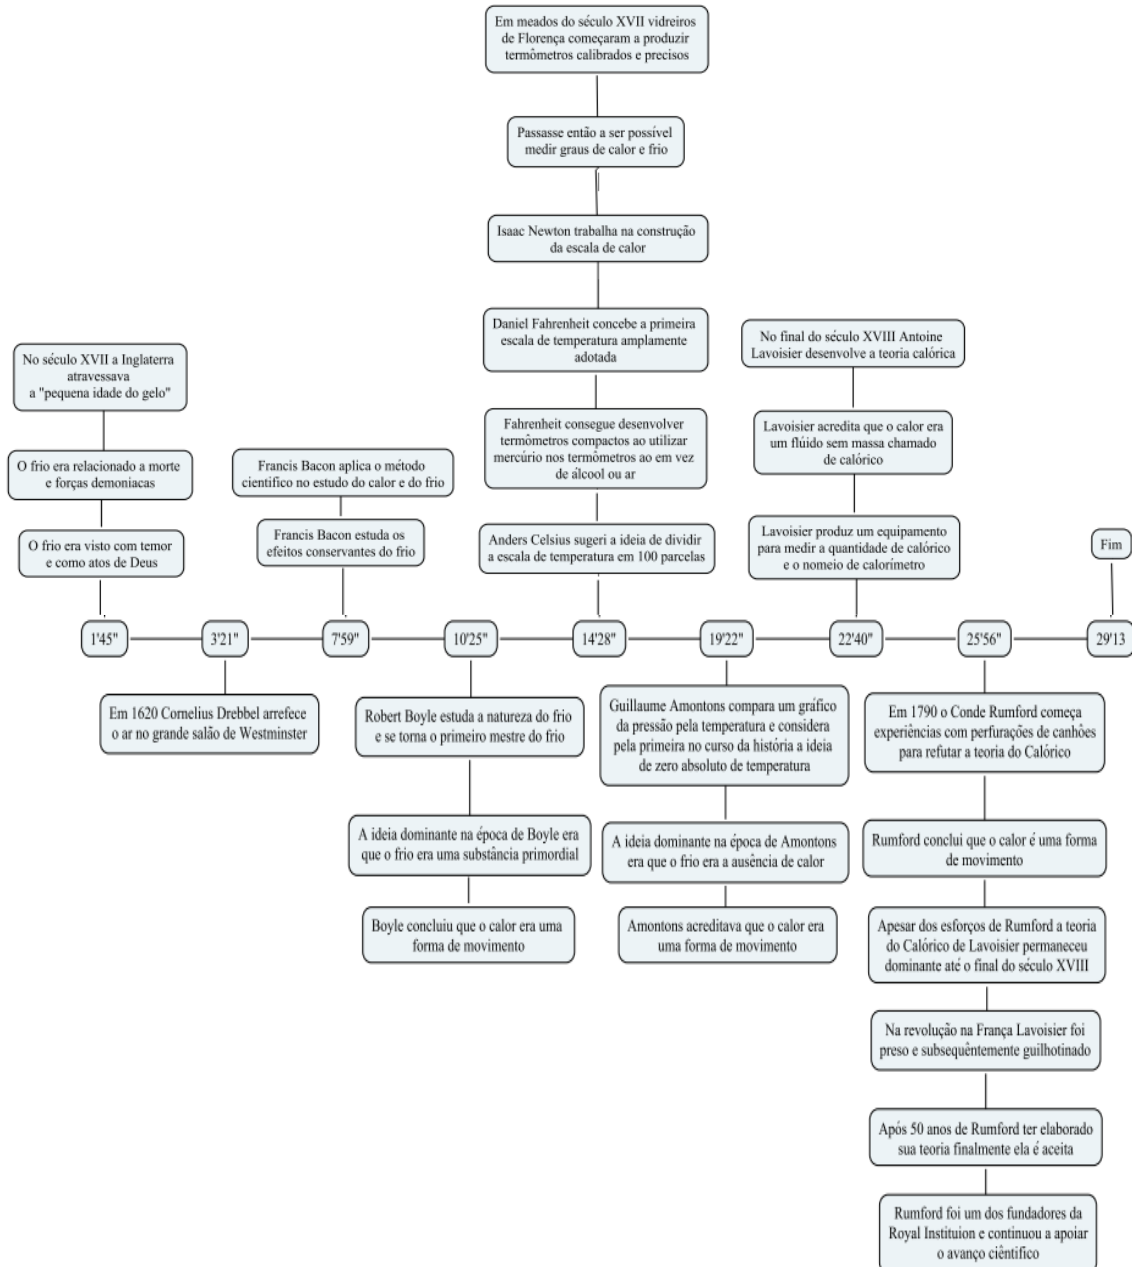 Em meados do século XVII vidreiros
de Florença começaram a produzir
termômetros calibrados e precisos
Passasse então a ser possível
medir graus de calor e frio
Isaac Newton trabalha na construção
da escala de calor
Daniel Fahrenheit concebe a primeira
escala de temperatura amplamente
adotada
Fahrenheit consegue desenvolver
termômetros compactos ao utilizar
mercúrio nos termômetros ao em vez
de álcool ou ar
Anders Celsius sugeri a ideia de dividir
a escala de temperatura em 100 parcelas
No século XVII a Inglaterra
atravessava
a "pequena idade do gelo"
O frio era relacionado a morte
e forças demoniacas
O frio era visto com temor
e como atos de Deus
Francis Bacon aplica o método
cientifico no estudo do calor e do frio
Francis Bacon estuda os
efeitos conservantes do frio
No final do século XVIII Antoine
Lavoisier desenvolve a teoria calórica
Lavoisier acredita que o calor era
um flúido sem massa chamado
de calórico
Lavoisier produz um equipamento
para medir a quantidade de calórico
e o nomeio de calorímetro
Fim
1'45"
3'21"
7'59"
10'25"
14'28"
19'22"
22'40"
25'56"
29'13
Em 1620 Cornelius Drebbel arrefece
o ar no grande salão de Westminster
Robert Boyle estuda a natureza do frio
e se torna o primeiro mestre do frio
A ideia dominante na época de Boyle era
que o frio era uma substância primordial
Boyle concluiu que o calor era uma
forma de movimento
Guillaume Amontons compara um gráfico
da pressão pela temperatura e considera
pela primeira no curso da história a ideia
de zero absoluto de temperatura
A ideia dominante na época de Amontons
era que o frio era a ausência de calor
Amontons acreditava que o calor era
uma forma de movimento
Em 1790 o Conde Rumford começa
experiências com perfurações de canhões
para refutar a teoria do Calórico
Rumford conclui que o calor é uma forma
de movimento
Apesar dos esforços de Rumford a teoria
do Calórico de Lavoisier permaneceu
dominante até o final do século XVIII
Na revolução na França Lavoisier foi
preso e subseqüentemente guilhotinado
Após 50 anos de Rumford ter elaborado
sua teoria finalmente ela é aceita
Rumford foi um dos fundadores da
Royal Instituion e continuou a apoiar
o avanço ciêntifico